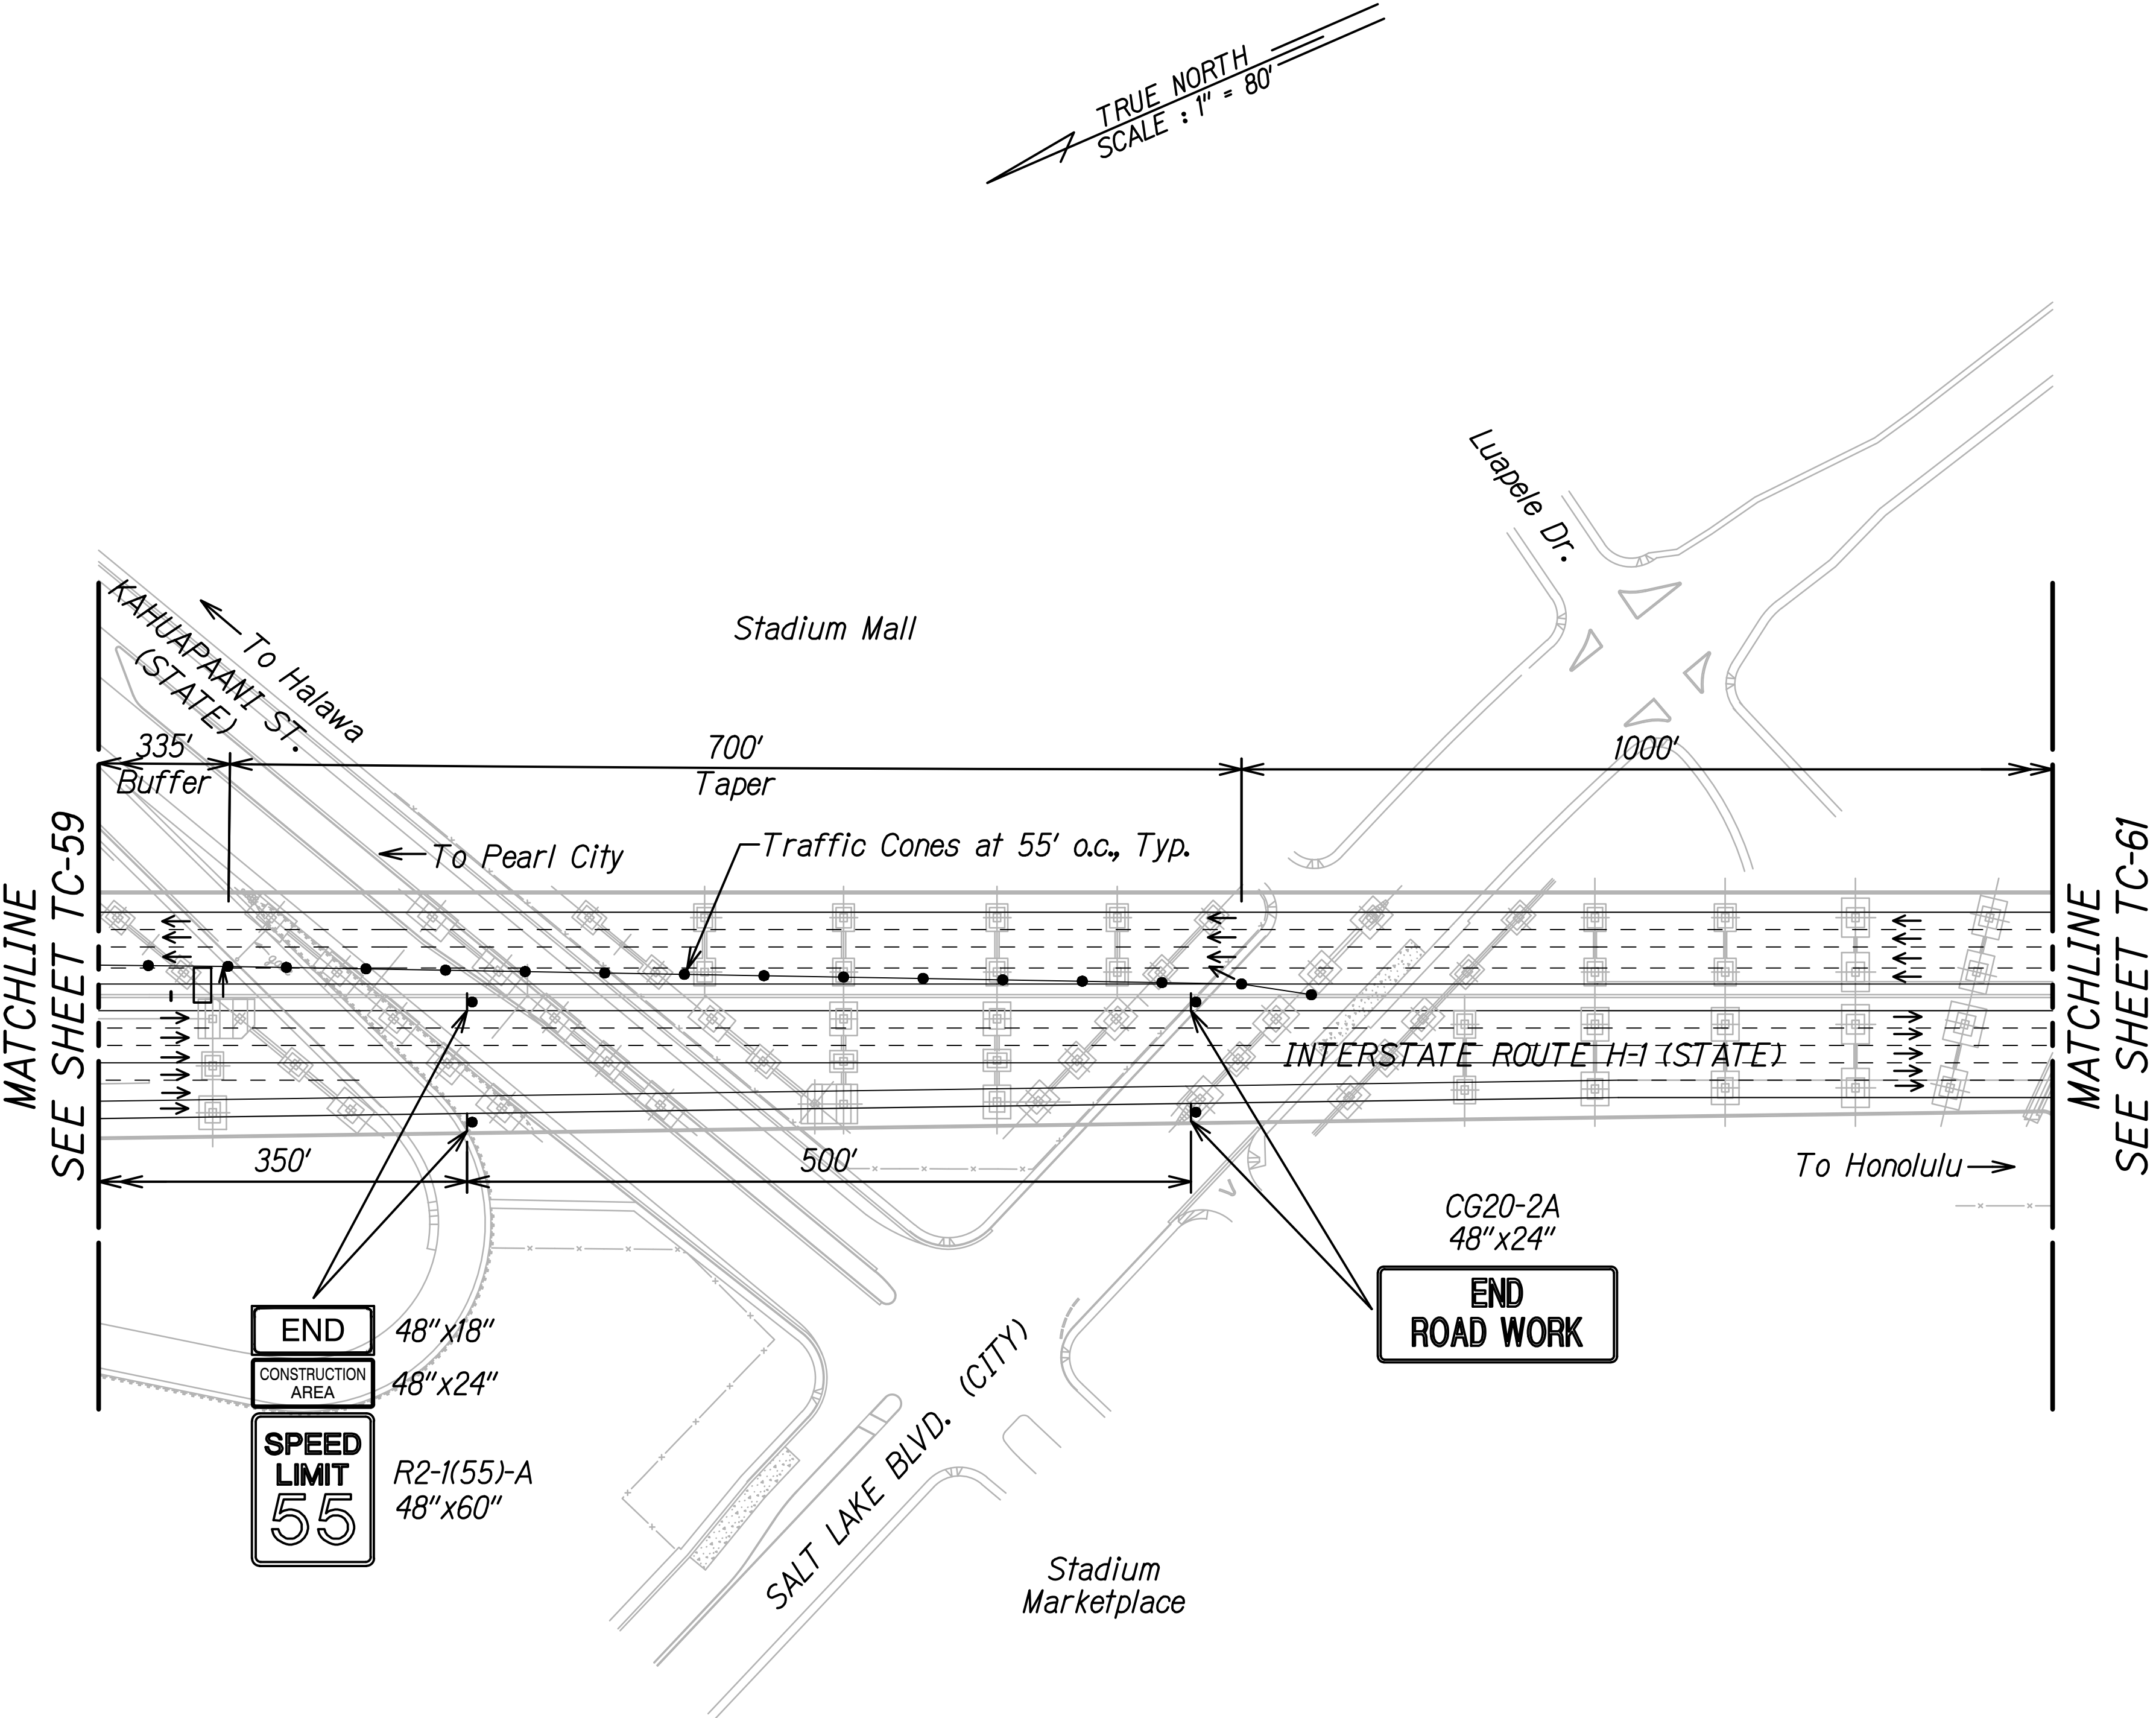 TRUE NORTH
SCALE : 1" = 80'
Luapele Dr.
KAHUAPAANI ST.
(STATE)
To Halawa
Stadium Mall
335'
Buffer
700'
Taper
1000'
To Pearl City
Traffic Cones at 55' o.c., Typ.
MATCHLINE
SEE SHEET TC-59
MATCHLINE
SEE SHEET TC-61
INTERSTATE ROUTE H-1 (STATE)
350'
500'
To Honolulu
CG20-2A
48"x24"
END
ROAD WORK
END
48"x18"
CONSTRUCTION
AREA
48"x24"
SPEED
LIMIT
55
R2-1(55)-A
48"x60"
SALT LAKE BLVD. (CITY)
Stadium
Marketplace